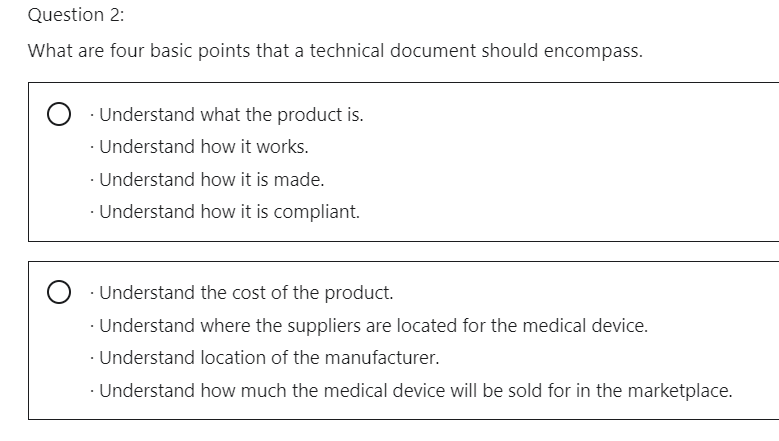 Question 2:
What are four basic points that a technical document should encompass.
· Understand what the product is.
· Understand how it works.
· Understand how it is made.
· Understand how it is compliant.
· Understand the cost of the product.
· Understand where the suppliers are located for the medical device.
· Understand location of the manufacturer.
· Understand how much the medical device will be sold for in the marketplace.